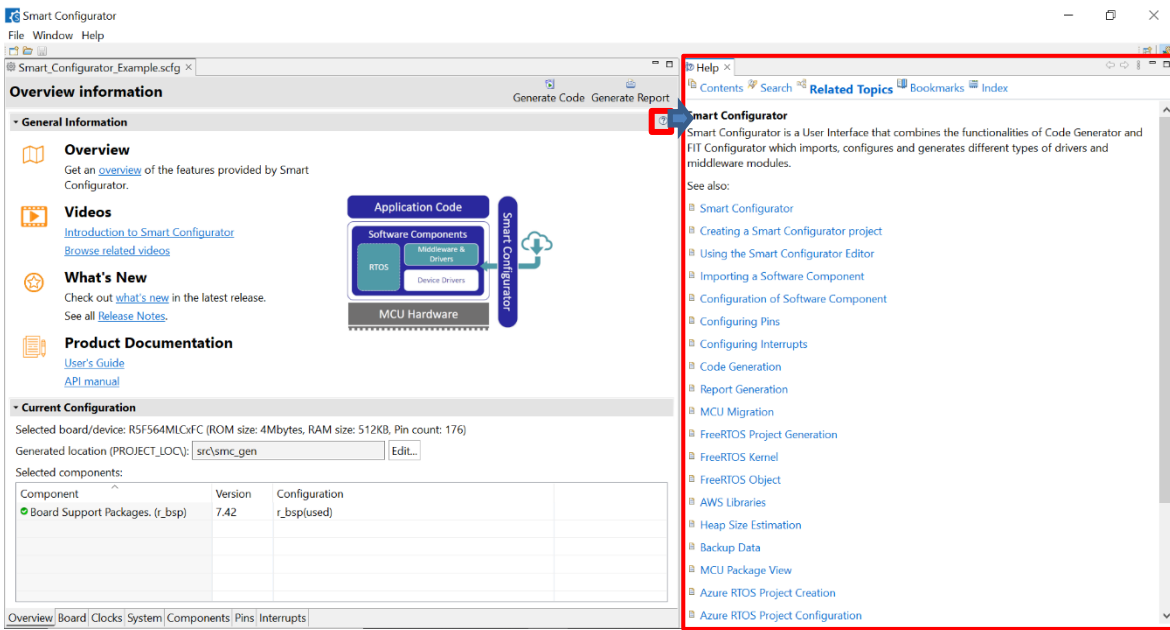 Smart Configurator
File Window Help
Smart_Configurator_Example.scfg
Overview information
Generate Code Generate Report
General Information
Overview
Get an overview of the features provided by Smart
Configurator.
Videos
Introduction to Smart Configurator
Browse related videos
What's New
Check out what's new in the latest release.
See all Release Notes.
Product Documentation
User's Guide
API manual
Application Code
Software Components
RTOS
Middleware &
Drivers
Device Drivers
MCU Hardware
Smart Configurator
Current Configuration
Selected board/device: R5F564MLCxFC (ROM size: 4Mbytes, RAM size: 512KB, Pin count: 176)
Generated location (PROJECT_LOC\): src\smc_gen Edit...
Selected components:
Component Version Configuration
Board Support Packages. (r_bsp) 7.42 r_bsp(used)
Overview Board Clocks System Components Pins Interrupts
Help
Contents Search Related Topics Bookmarks Index
Smart Configurator
Smart Configurator is a User Interface that combines the functionalities of Code Generator and
FIT Configurator which imports, configures and generates different types of drivers and
middleware modules.
See also:
Smart Configurator
Creating a Smart Configurator project
Using the Smart Configurator Editor
Importing a Software Component
Configuration of Software Component
Configuring Pins
Configuring Interrupts
Code Generation
Report Generation
MCU Migration
FreeRTOS Project Generation
FreeRTOS Kernel
FreeRTOS Object
AWS Libraries
Heap Size Estimation
Backup Data
MCU Package View
Azure RTOS Project Creation
Azure RTOS Project Configuration